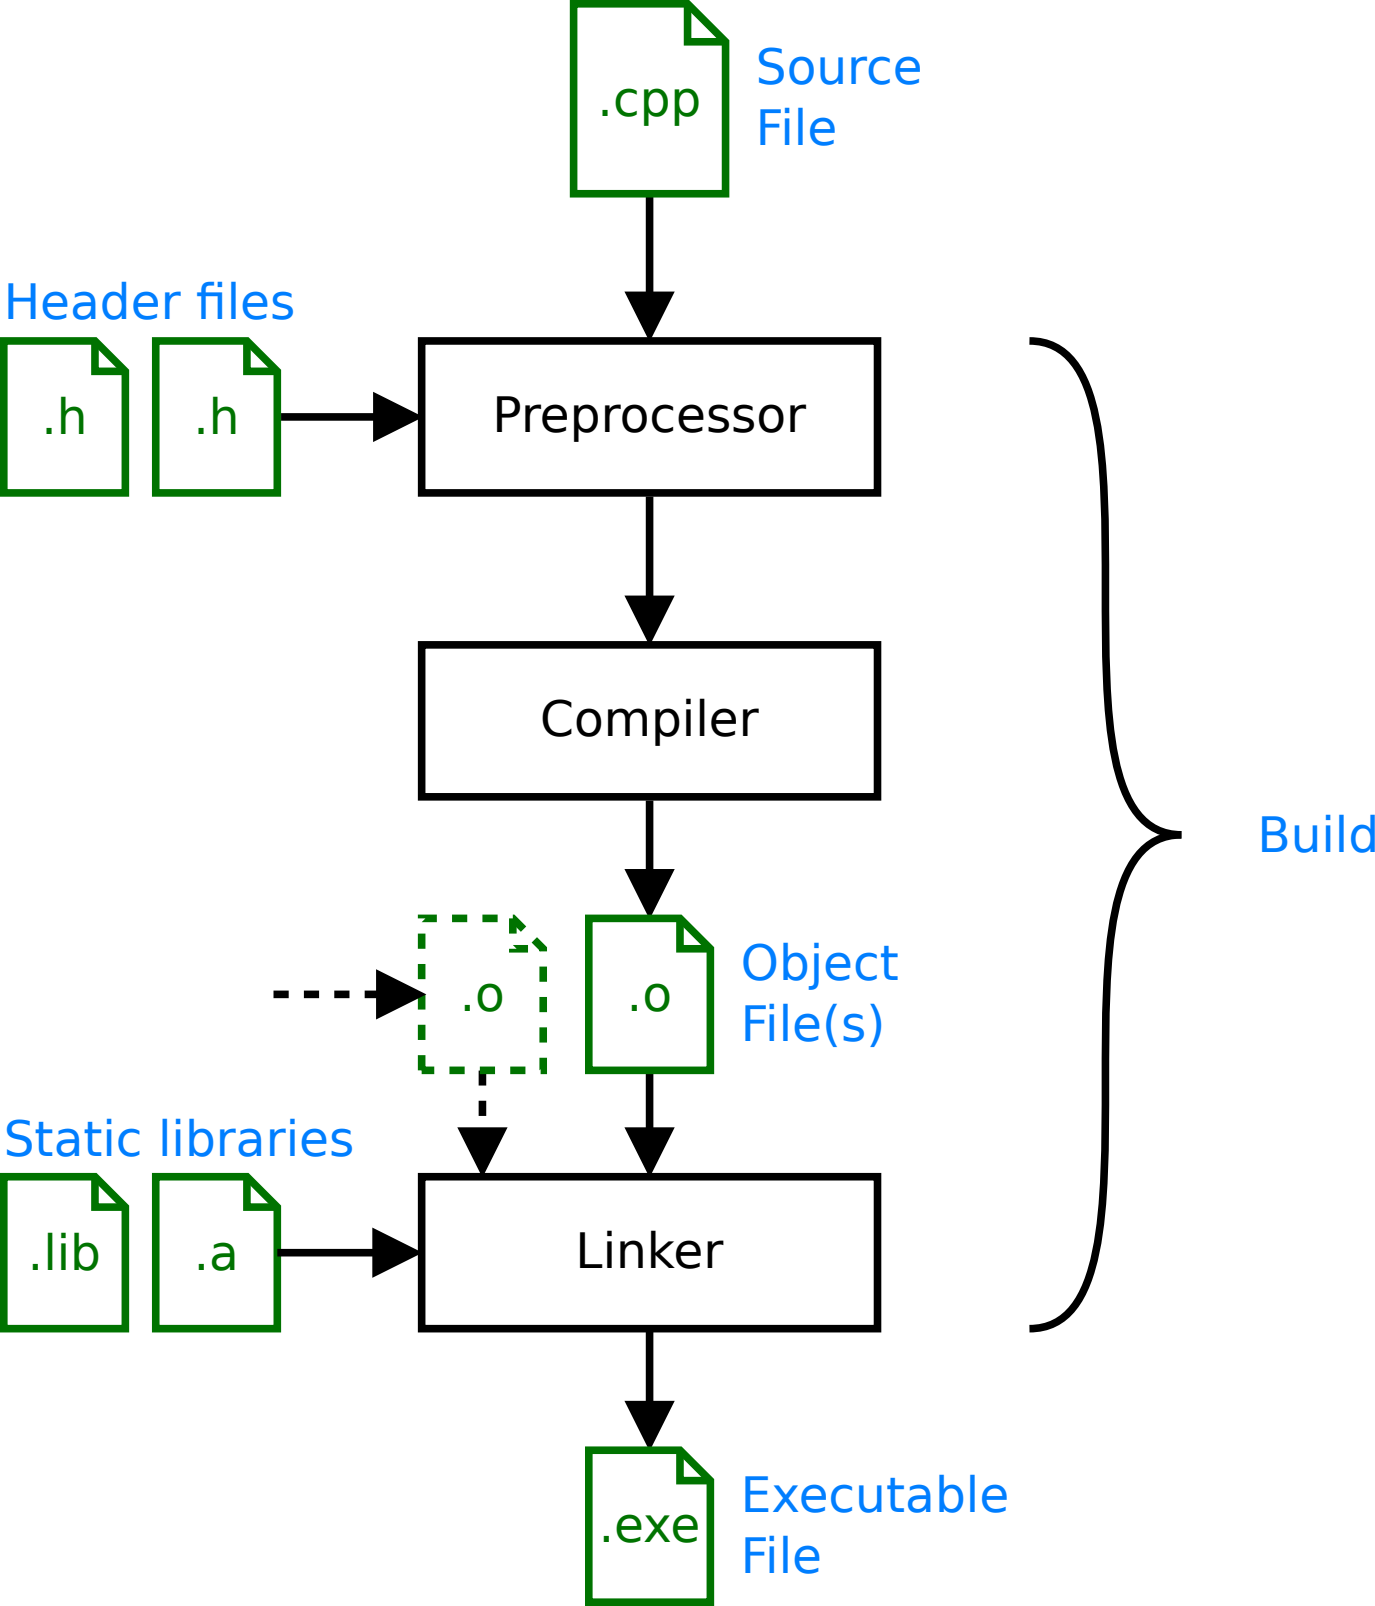 .cpp
Source
File
Header files
.h
.h
Preprocessor
Compiler
Build
.o
.o
Object
File(s)
Static libraries
.lib
.a
Linker
.exe
Executable
File